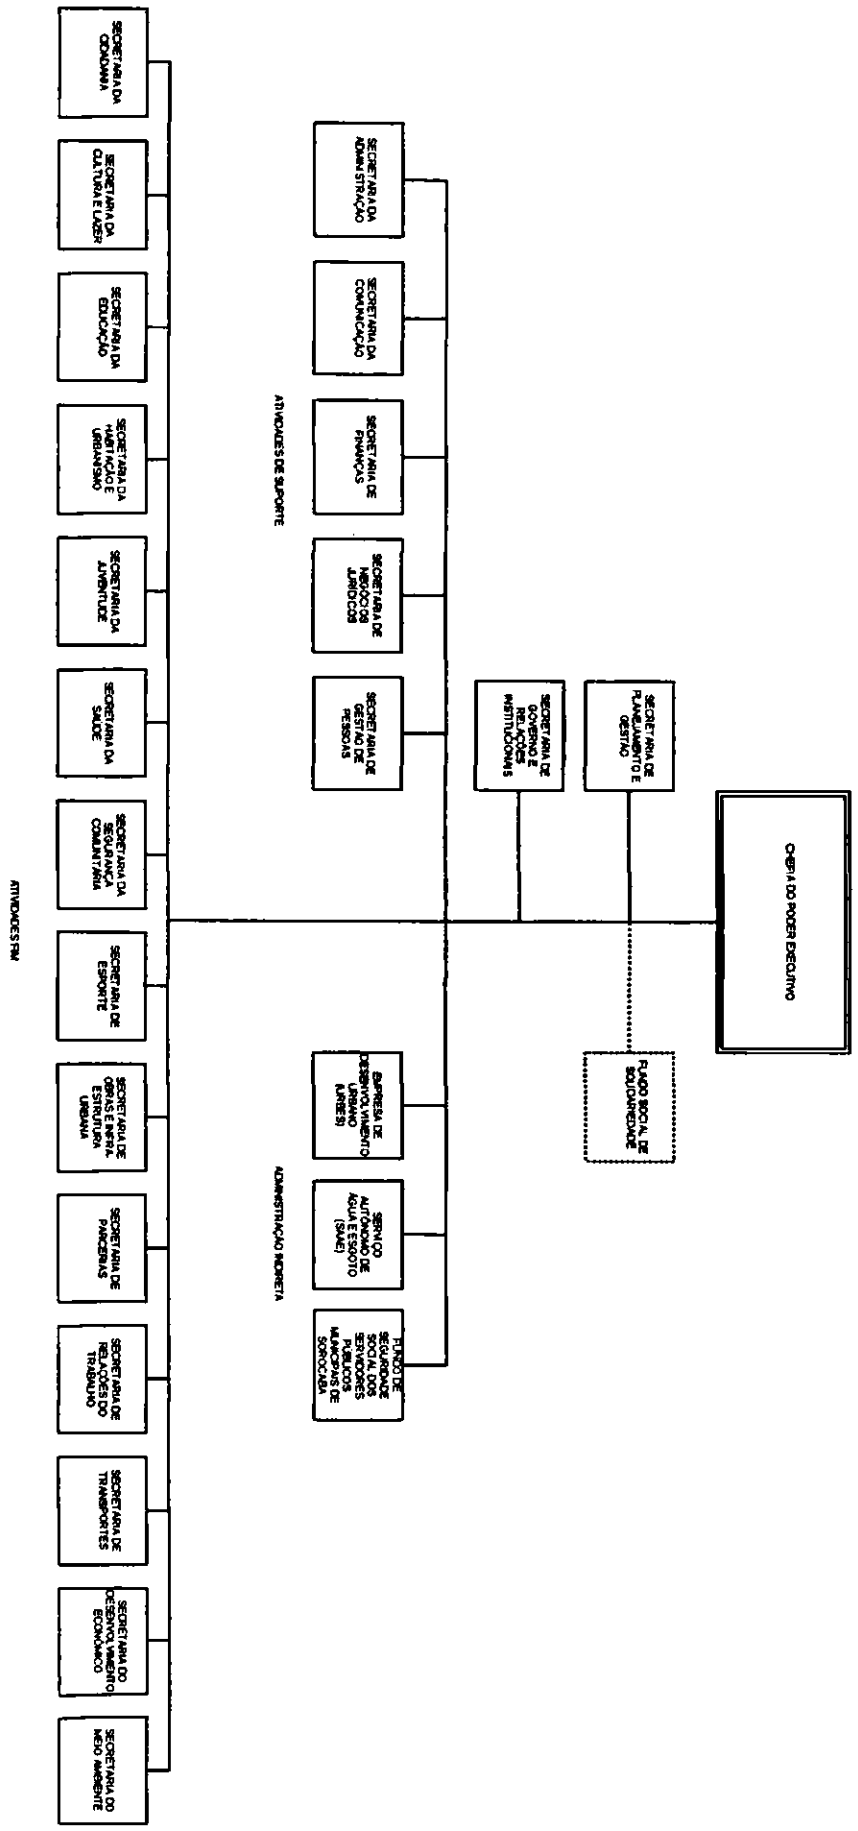 CHEFIA DO PODER EXECUTIVO
SECRETARIA DE
PLANEJAMENTO E
GESTÃO
FUNDO SOCIAL DE
SOLIDARIEDADE
SECRETARIA DE
GOVERNO E
RELAÇÕES
INSTITUCIONAIS
SECRETARIA DA
ADMINISTRAÇÃO
SECRETARIA DA
COMUNICAÇÃO
SECRETARIA DE
FINANÇAS
SECRETARIA DE
NEGÓCIOS
JURÍDICOS
SECRETARIA DE
GESTÃO DE
PESSOAS
EMPRESA DE
DESENVOLVIMENTO
URBANO
(URBES)
SERVIÇO
AUTÔNOMO DE
ÁGUA E ESGOTO
(SAAE)
FUNDO DE
SEGURIDADE
SOCIAL DOS
SERVIDORES
PÚBLICOS
MUNICIPAIS DE
SOROCABA
ATIVIDADES DE SUPORTE
ADMINISTRAÇÃO INDIRETA
SECRETARIA DA
CIDADANIA
SECRETARIA DA
CULTURA E LAZER
SECRETARIA DA
EDUCAÇÃO
SECRETARIA DA
HABITAÇÃO E
URBANISMO
SECRETARIA DA
JUVENTUDE
SECRETARIA DA
SAÚDE
SECRETARIA DA
SEGURANÇA
COMUNITÁRIA
SECRETARIA DE
ESPORTE
SECRETARIA DE
OBRAS E INFRA-
ESTRUTURA
URBANA
SECRETARIA DE
PARCERIAS
SECRETARIA DE
RELAÇÕES DO
TRABALHO
SECRETARIA DE
TRANSPORTES
SECRETARIA DO
DESENVOLVIMENTO
ECONÔMICO
SECRETARIA DO
MEIO AMBIENTE
ATIVIDADES FIM